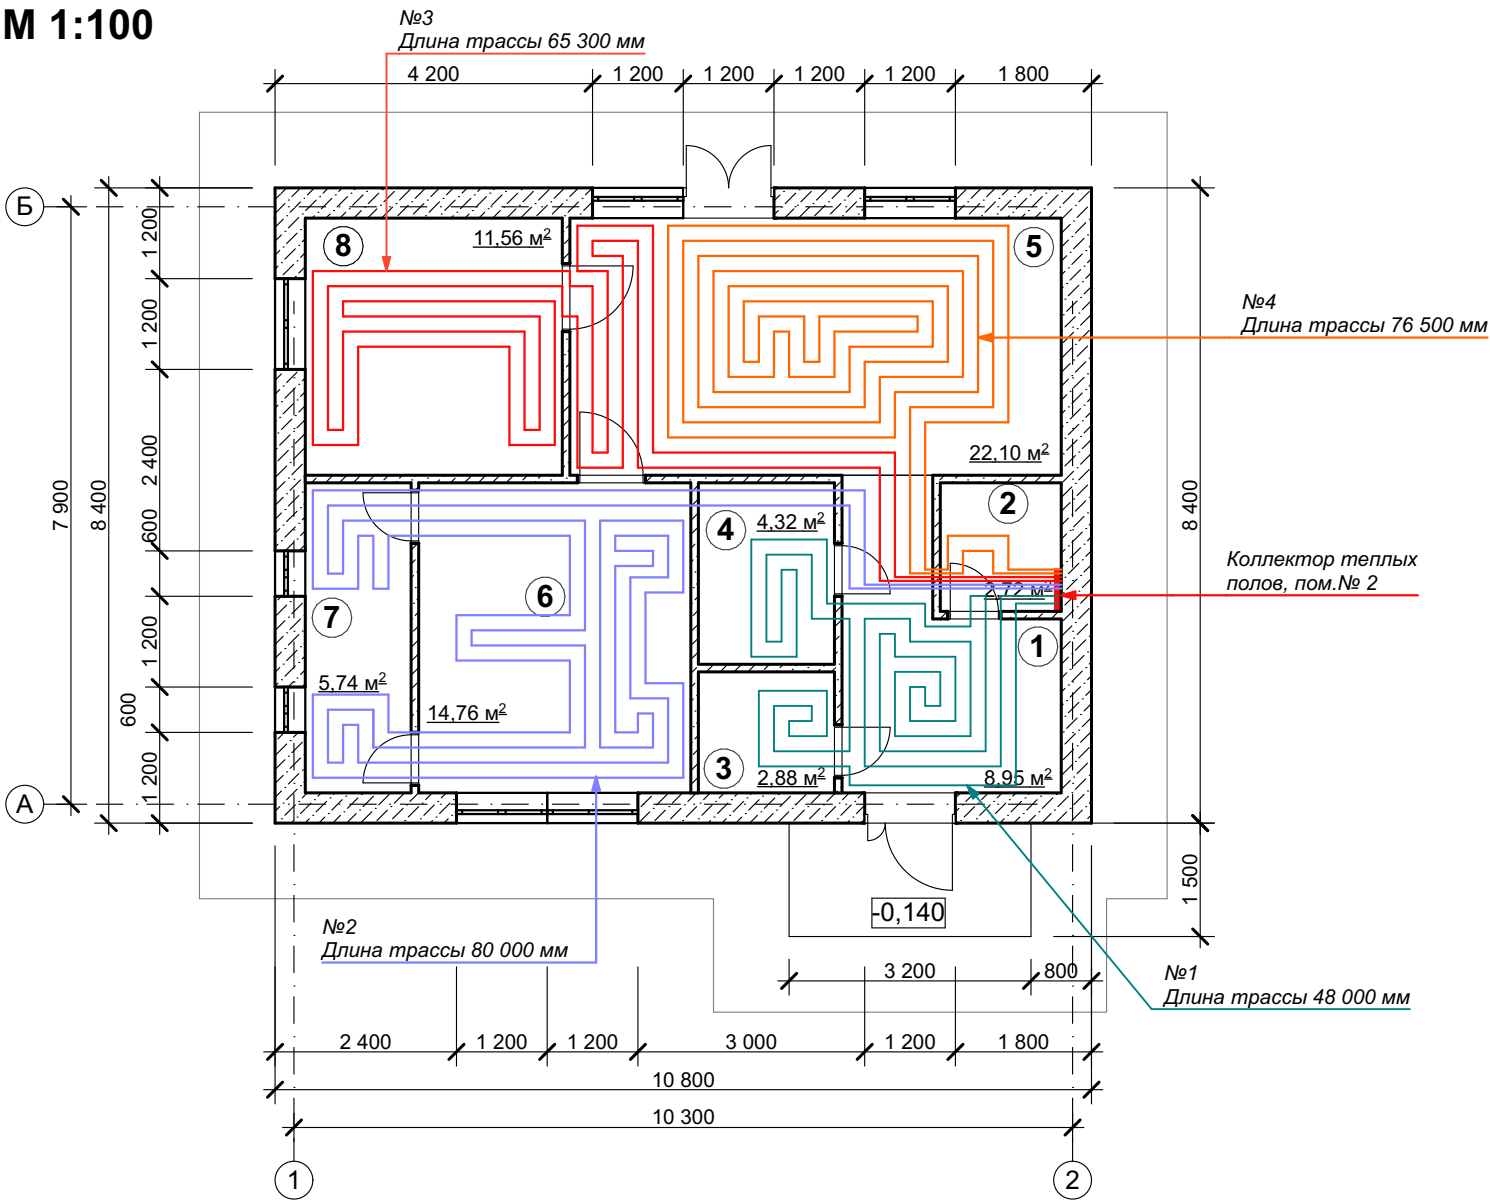 М 1:100
№3
Длина трассы 65 300 мм
4 200
1 200
1 200
1 200
1 200
1 800
Б
8
11,56 м²
5
1 200
1 200
2 400
600
1 200
600
1 200
7 900
8 400
№4
Длина трассы 76 500 мм
22,10 м²
2
4
4,32 м²
8 400
Коллектор теплых
полов, пом.№ 2
6
7
1
5,74 м²
14,76 м²
3
2,88 м²
8,95 м²
А
1 500
-0,140
№2
Длина трассы 80 000 мм
3 200
800
№1
Длина трассы 48 000 мм
2 400
1 200
1 200
3 000
1 200
1 800
10 800
10 300
1
2